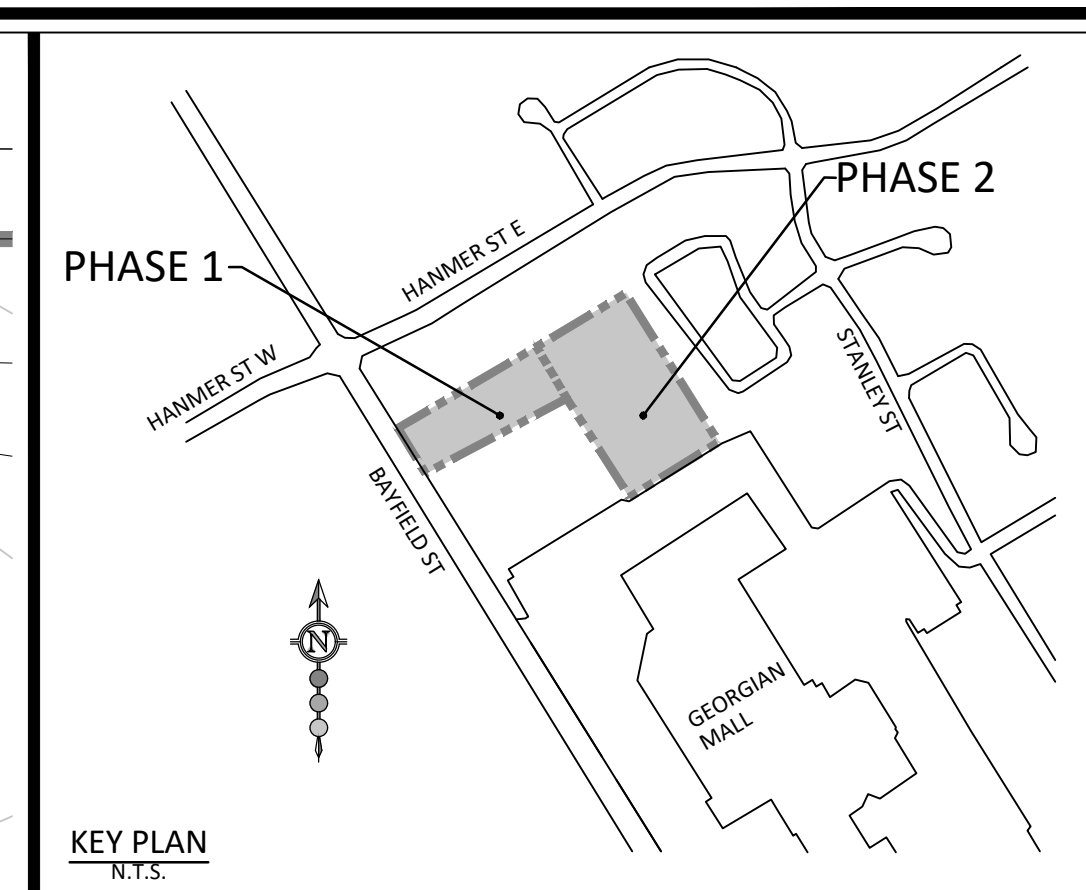 PHASE 2
HANMER ST E
PHASE 1
HANMER ST W
STANLEY ST
BAYFIELD ST
N
GEORGIAN
MALL
KEY PLAN
N.T.S.